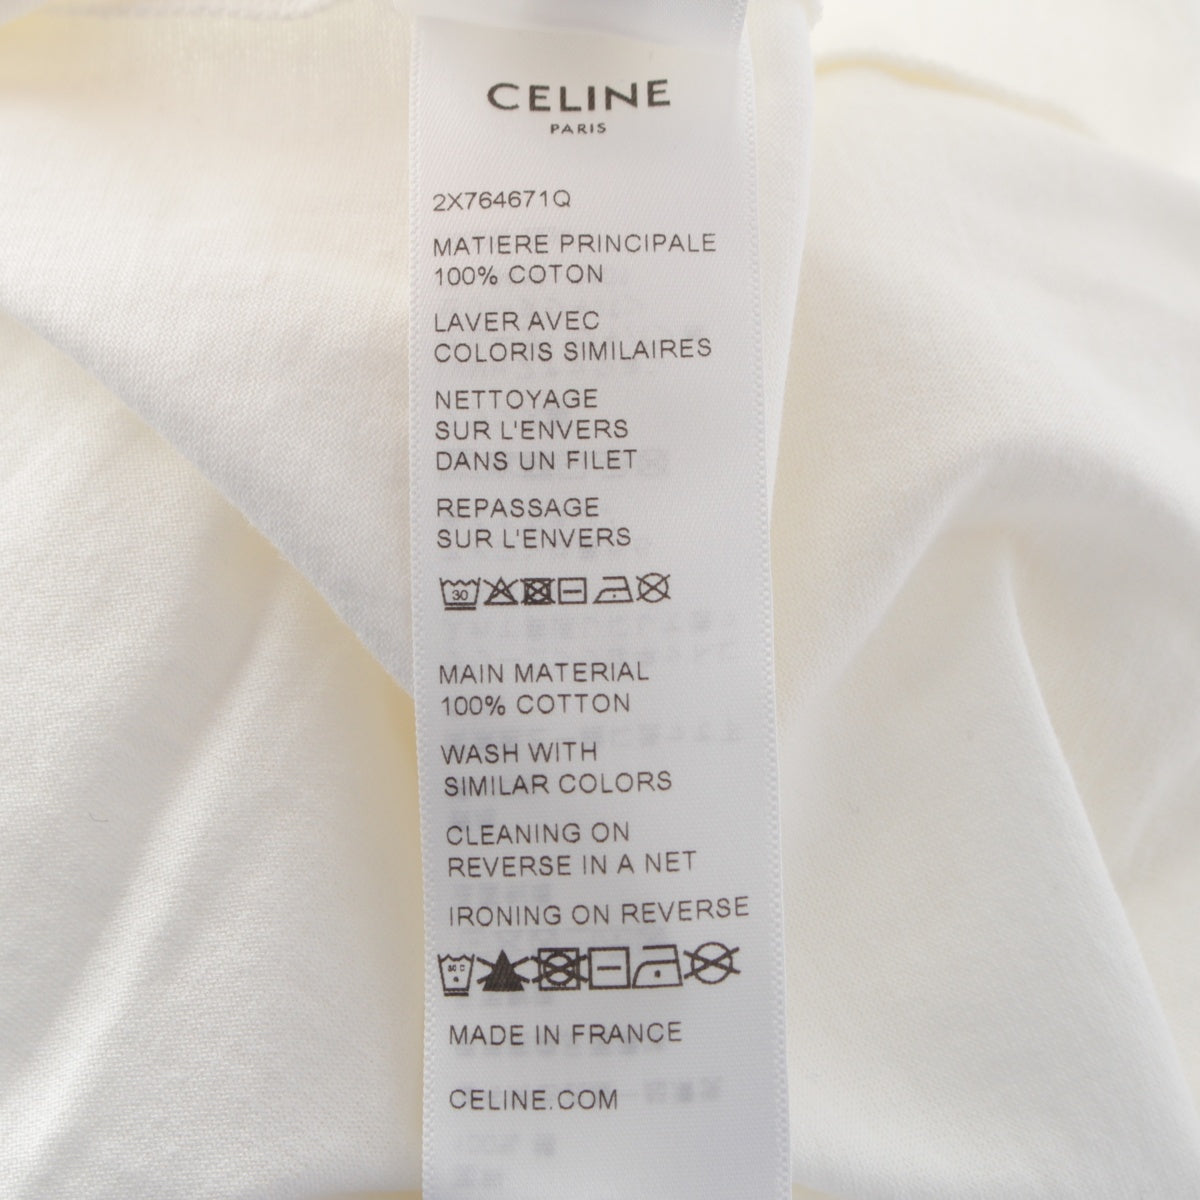 CELINE
PARIS
2X764671Q
MATIERE PRINCIPALE
100% COTON
LAVER AVEC
COLORIS SIMILAIRES
NETTOYAGE
SUR L'ENVERS
DANS UN FILET
REPASSAGE
SUR L'ENVERS
30
MAIN MATERIAL
100% COTTON
WASH WITH
SIMILAR COLORS
CLEANING ON
REVERSE IN A NET
IRONING ON REVERSE
MADE IN FRANCE
CELINE.COM